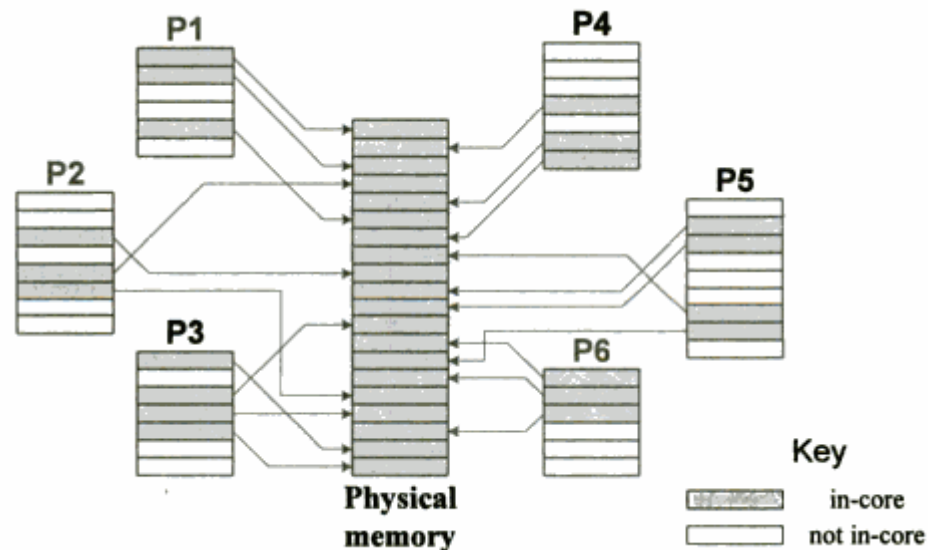 P1
P4
P2
P5
P3
P6
Key
in-core
not in-core
Physical
memory